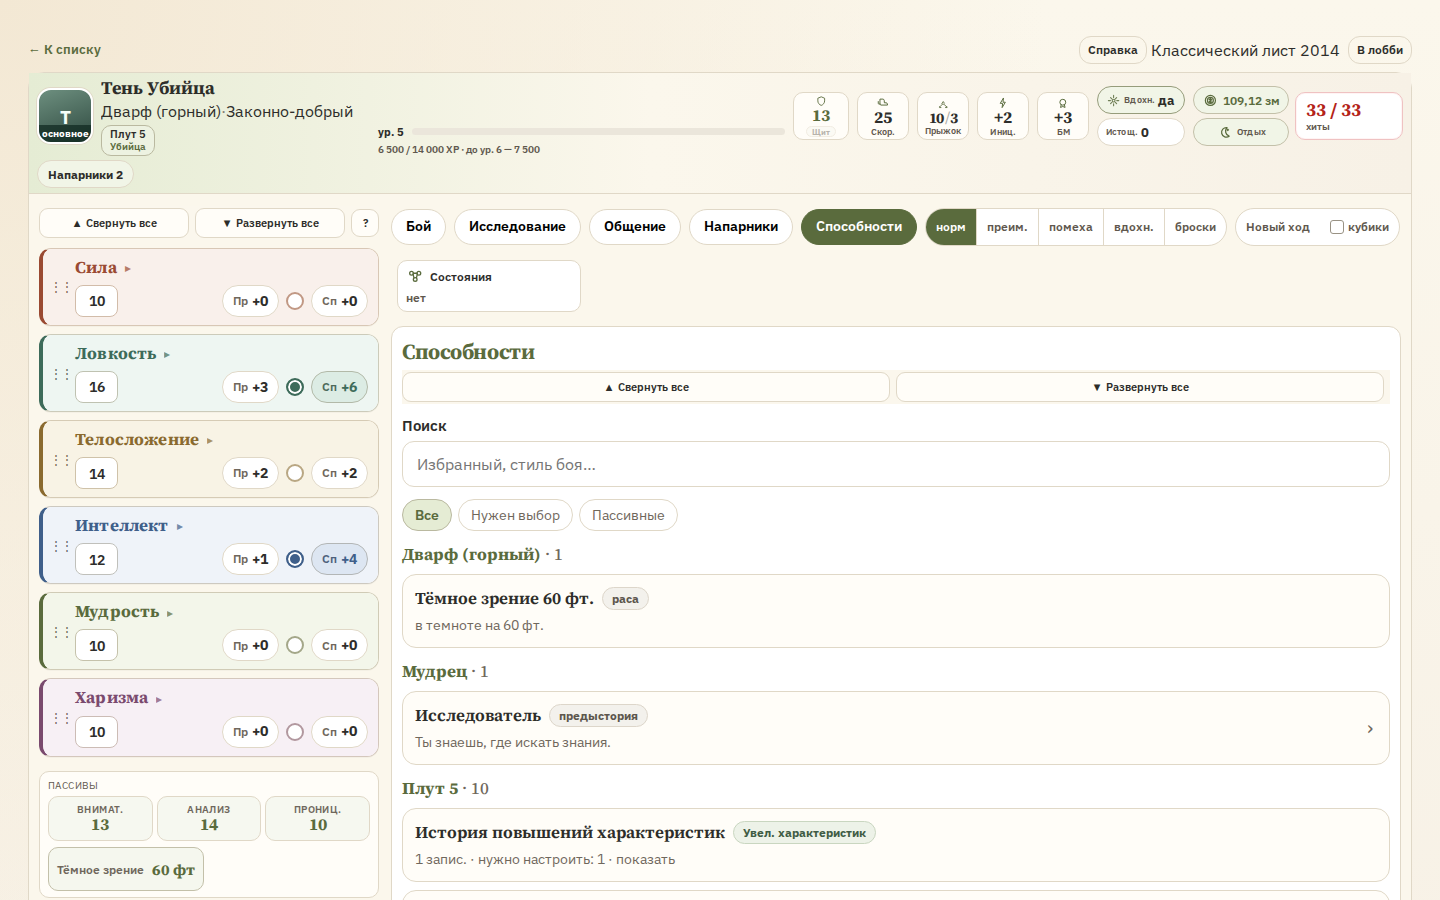 ← К списку
Справка Классический лист 2014 В лобби
Т
основное
Тень Убийца
Дварф (горный)·Законно-добрый
Плут 5
Убийца
Напарники 2
ур. 5
6 500 / 14 000 XP · до ур. 6 — 7 500
13
Щит
25
Скор.
10/3
Прыжок
+2
Иниц.
+3
БМ
Вдохн. да
Истощ. 0
109,12 зм
Отдых
33 / 33
хиты
▲ Свернуть все
▼ Развернуть все
?
Сила ▸
10
Пр +0
Сп +0
Ловкость ▸
16
Пр +3
Сп +6
Телосложение ▸
14
Пр +2
Сп +2
Интеллект ▸
12
Пр +1
Сп +4
Мудрость ▸
10
Пр +0
Сп +0
Харизма ▸
10
Пр +0
Сп +0
ПАССИВЫ
ВНИМАТ.
13
АНАЛИЗ
14
ПРОНИЦ.
10
Тёмное зрение 60 фт
Бой
Исследование
Общение
Напарники
Способности
норм
преим.
помеха
вдохн.
броски
Новый ход
кубики
Состояния
нет
Способности
▲ Свернуть все
▼ Развернуть все
Поиск
Избранный, стиль боя...
Все
Нужен выбор
Пассивные
Дварф (горный) · 1
Тёмное зрение 60 фт. раса
в темноте на 60 фт.
Мудрец · 1
Исследователь предыстория
Ты знаешь, где искать знания.
›
Плут 5 · 10
История повышений характеристик Увел. характеристик
1 запис. · нужно настроить: 1 · показать